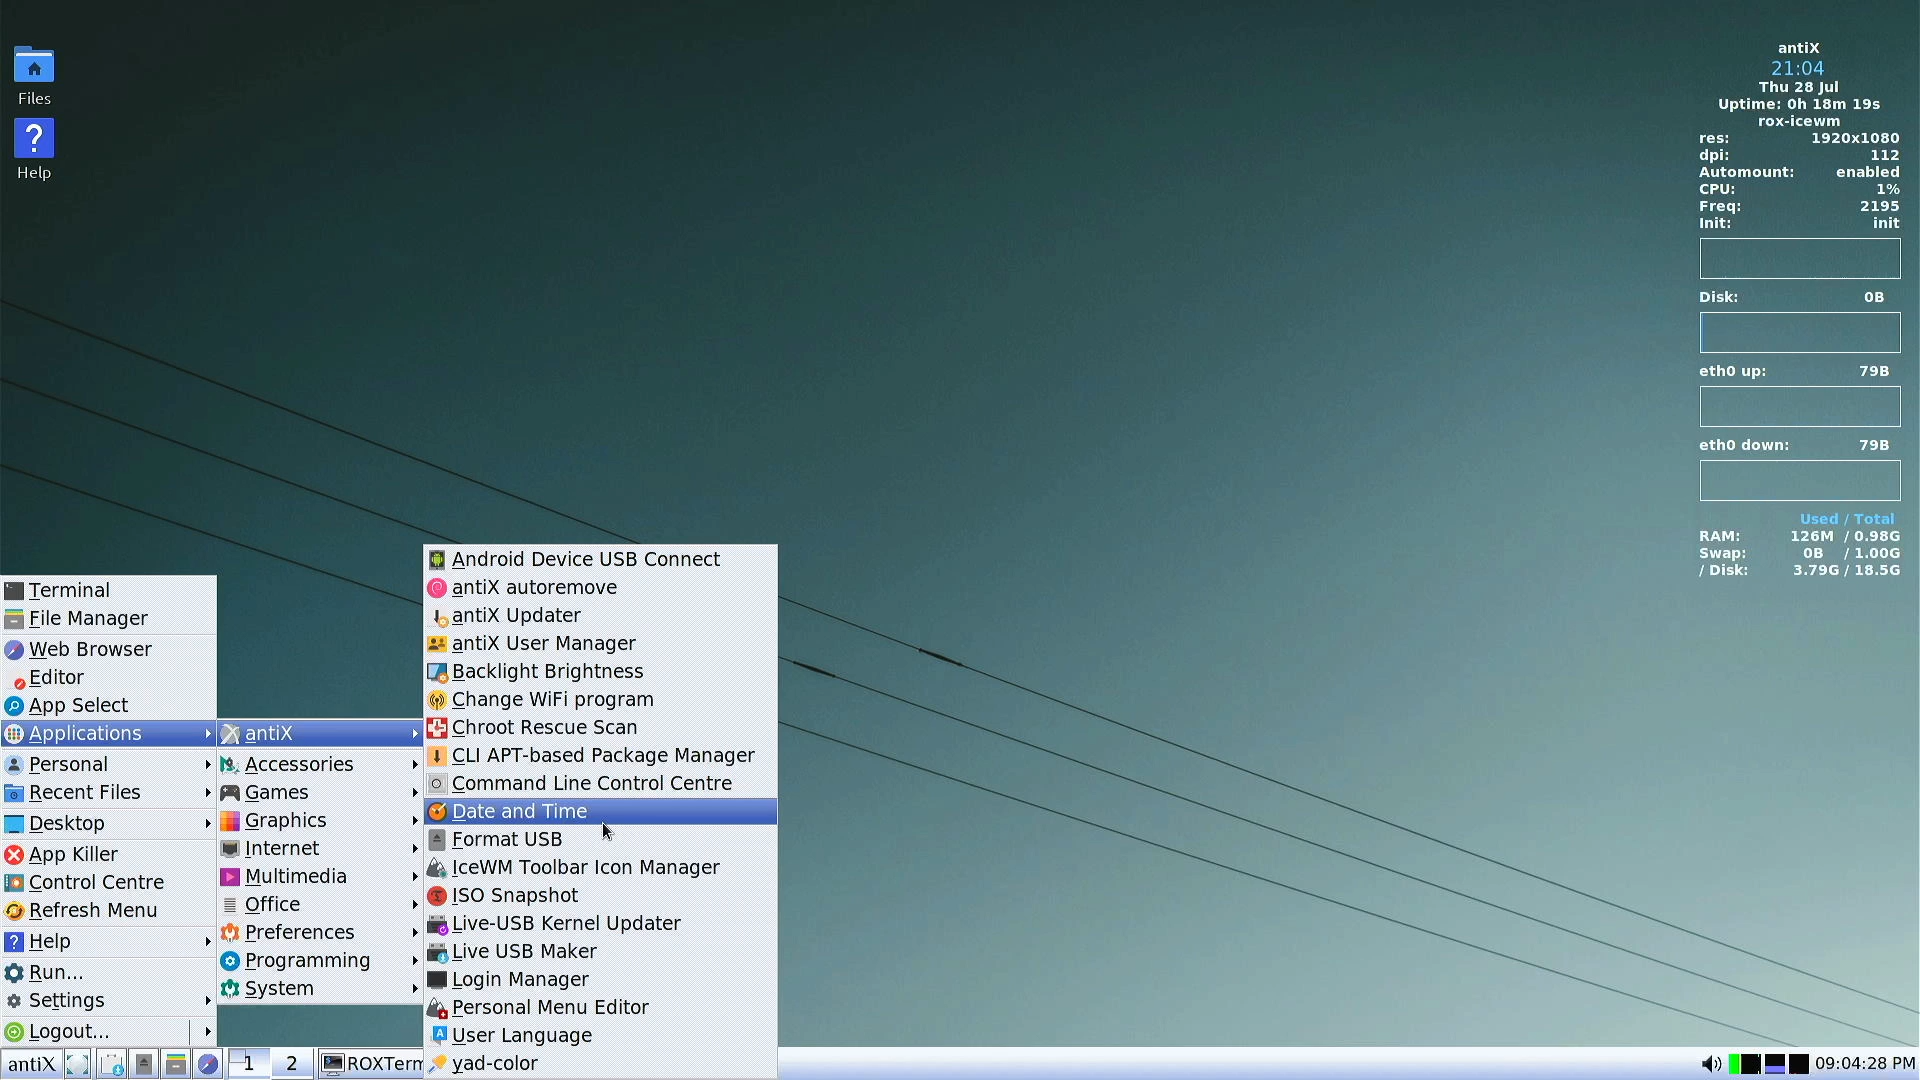 Files
Help
antiX
21:04
Thu 28 Jul
Uptime: 0h 18m 19s
rox-icewm
res: 1920x1080
dpi: 112
Automount: enabled
CPU: 1%
Freq: 2195
Init: init
Disk: 0B
eth0 up: 79B
eth0 down: 79B
Used / Total
RAM: 126M / 0.98G
Swap: 0B / 1.00G
/ Disk: 3.79G / 18.5G
Terminal
File Manager
Web Browser
Editor
App Select
Applications
Personal
Recent Files
Desktop
App Killer
Control Centre
Refresh Menu
Help
Run...
Settings
Logout...
antiX
Accessories
Games
Graphics
Internet
Multimedia
Office
Preferences
Programming
System
Android Device USB Connect
antiX autoremove
antiX Updater
antiX User Manager
Backlight Brightness
Change WiFi program
Chroot Rescue Scan
CLI APT-based Package Manager
Command Line Control Centre
Date and Time
Format USB
IceWM Toolbar Icon Manager
ISO Snapshot
Live-USB Kernel Updater
Live USB Maker
Login Manager
Personal Menu Editor
User Language
yad-color
antiX 1 2 ROXTerm 09:04:28 PM